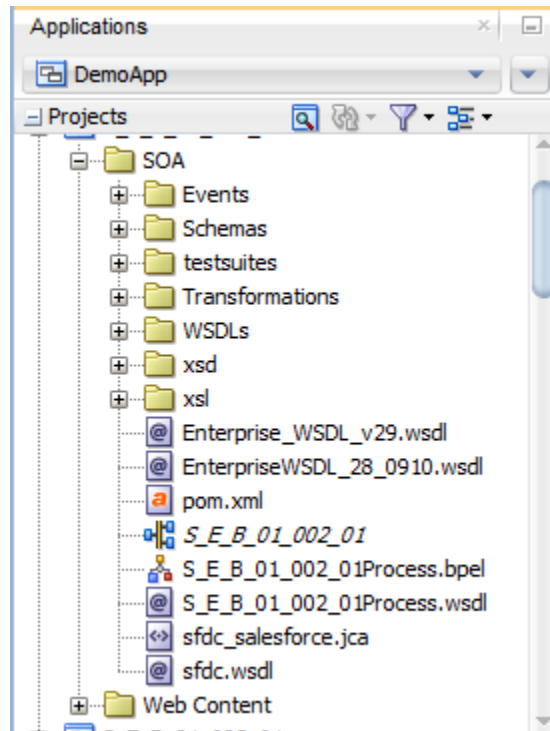 Applications
DemoApp
Projects
SOA
Events
Schemas
testsuites
Transformations
WSDLs
xsd
xsl
Enterprise_WSDL_v29.wsdl
EnterpriseWSDL_28_0910.wsdl
pom.xml
S_E_B_01_002_01
S_E_B_01_002_01Process.bpel
S_E_B_01_002_01Process.wsdl
sfdc_salesforce.jca
sfdc.wsdl
Web Content